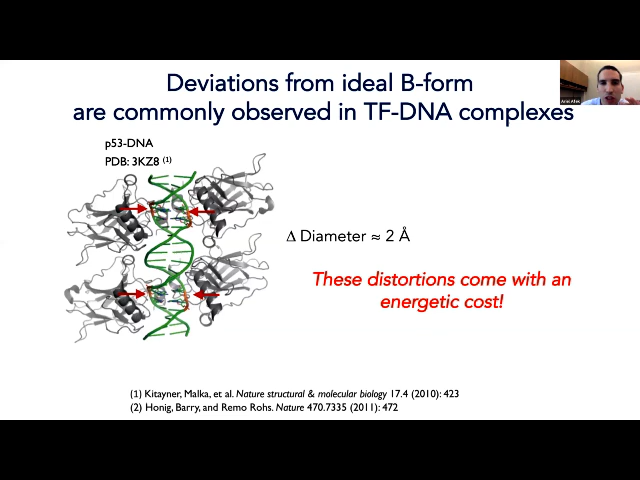 Deviations from ideal B-form
are commonly observed in TF-DNA complexes
Ariel Afek
p53-DNA
PDB: 3KZ8 (1)
Δ Diameter ≈ 2 Å
These distortions come with an
energetic cost!
(1) Kitayner, Malka, et al. Nature structural & molecular biology 17.4 (2010): 423
(2) Honig, Barry, and Remo Rohs. Nature 470.7335 (2011): 472